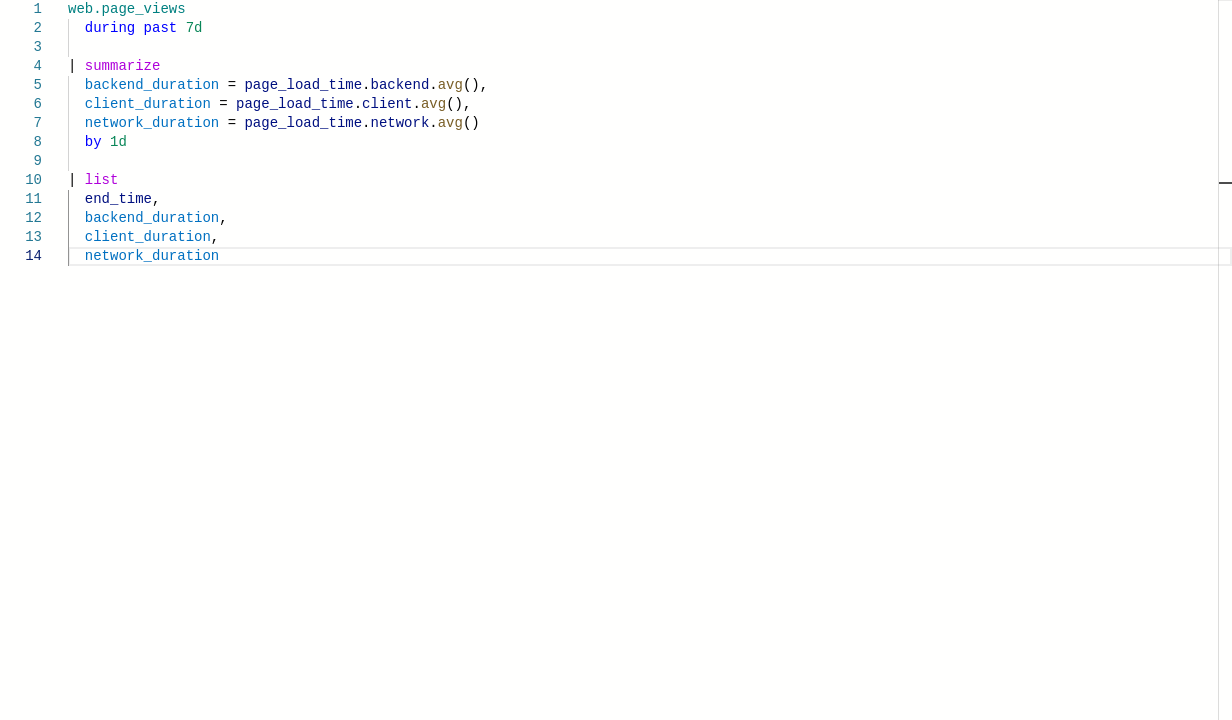 1 web.page_views
2   during past 7d
3
4 | summarize
5   backend_duration = page_load_time.backend.avg(),
6   client_duration = page_load_time.client.avg(),
7   network_duration = page_load_time.network.avg()
8   by 1d
9
10 | list
11   end_time,
12   backend_duration,
13   client_duration,
14   network_duration